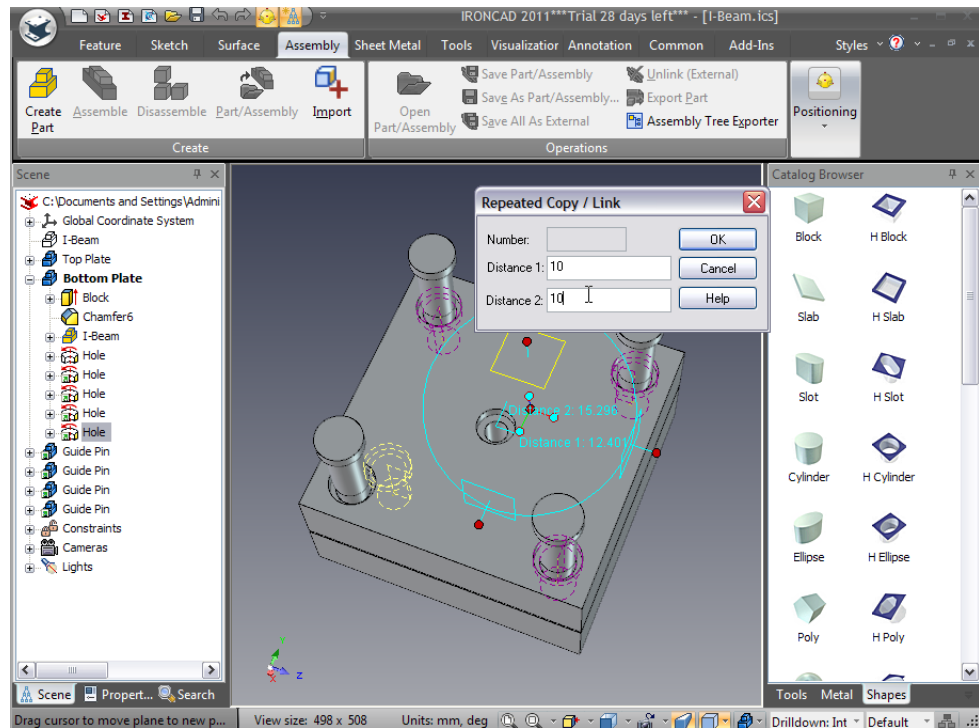 IRONCAD 2011***Trial 28 days left*** - [I-Beam.ics]
Feature Sketch Surface Assembly Sheet Metal Tools Visualization Annotation Common Add-Ins Styles
Create Part
Assemble
Disassemble
Part/Assembly
Import
Create
Open Part/Assembly
Save Part/Assembly
Save As Part/Assembly...
Save All As External
Unlink (External)
Export Part
Assembly Tree Exporter
Operations
Positioning
Scene
C:\Documents and Settings\Admini
Global Coordinate System
I-Beam
Top Plate
Bottom Plate
Block
Chamfer6
I-Beam
Hole
Hole
Hole
Hole
Hole
Guide Pin
Guide Pin
Guide Pin
Guide Pin
Constraints
Cameras
Lights
Scene Propert... Search
Repeated Copy / Link
Number:
OK
Distance 1: 10
Cancel
Distance 2: 10
Help
Distance 2: 15.296
Distance 1: 12.401
Z
Catalog Browser
Block H Block
Slab H Slab
Slot H Slot
Cylinder H Cylinder
Ellipse H Ellipse
Poly H Poly
Tools Metal Shapes
Drag cursor to move plane to new p... View size: 498 x 508 Units: mm, deg Drilldown: Int Default